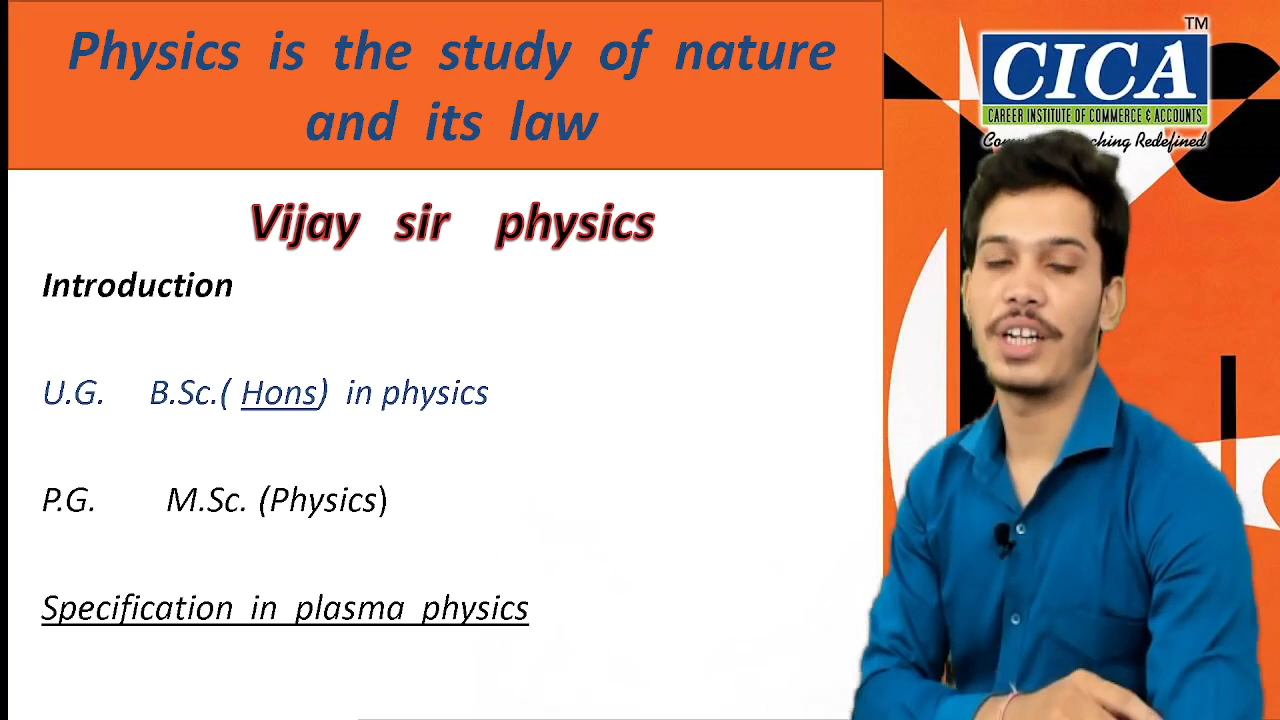 Physics is the study of nature
and its law
Vijay sir physics
Introduction
U.G. B.Sc.( Hons) in physics
P.G. M.Sc. (Physics)
Specification in plasma physics
TM
CICA
CAREER INSTITUTE OF COMMERCE & ACCOUNTS
Redefined